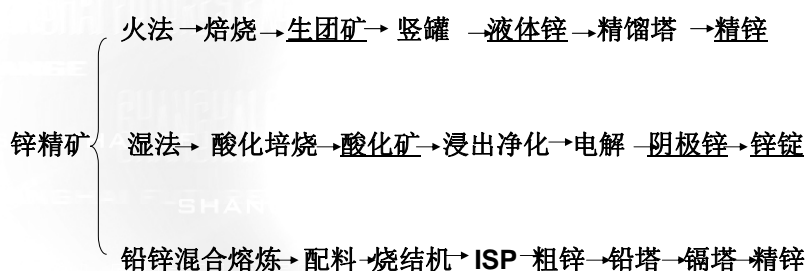 火法→焙烧→生团矿→竖罐→液体锌→精馏塔→精锌
锌精矿 湿法→酸化培烧→酸化矿→浸出净化→电解→阴极锌→锌锭
铅锌混合熔炼→配料→烧结机→ISP→粗锌→铅塔→镉塔→精锌
SHAN